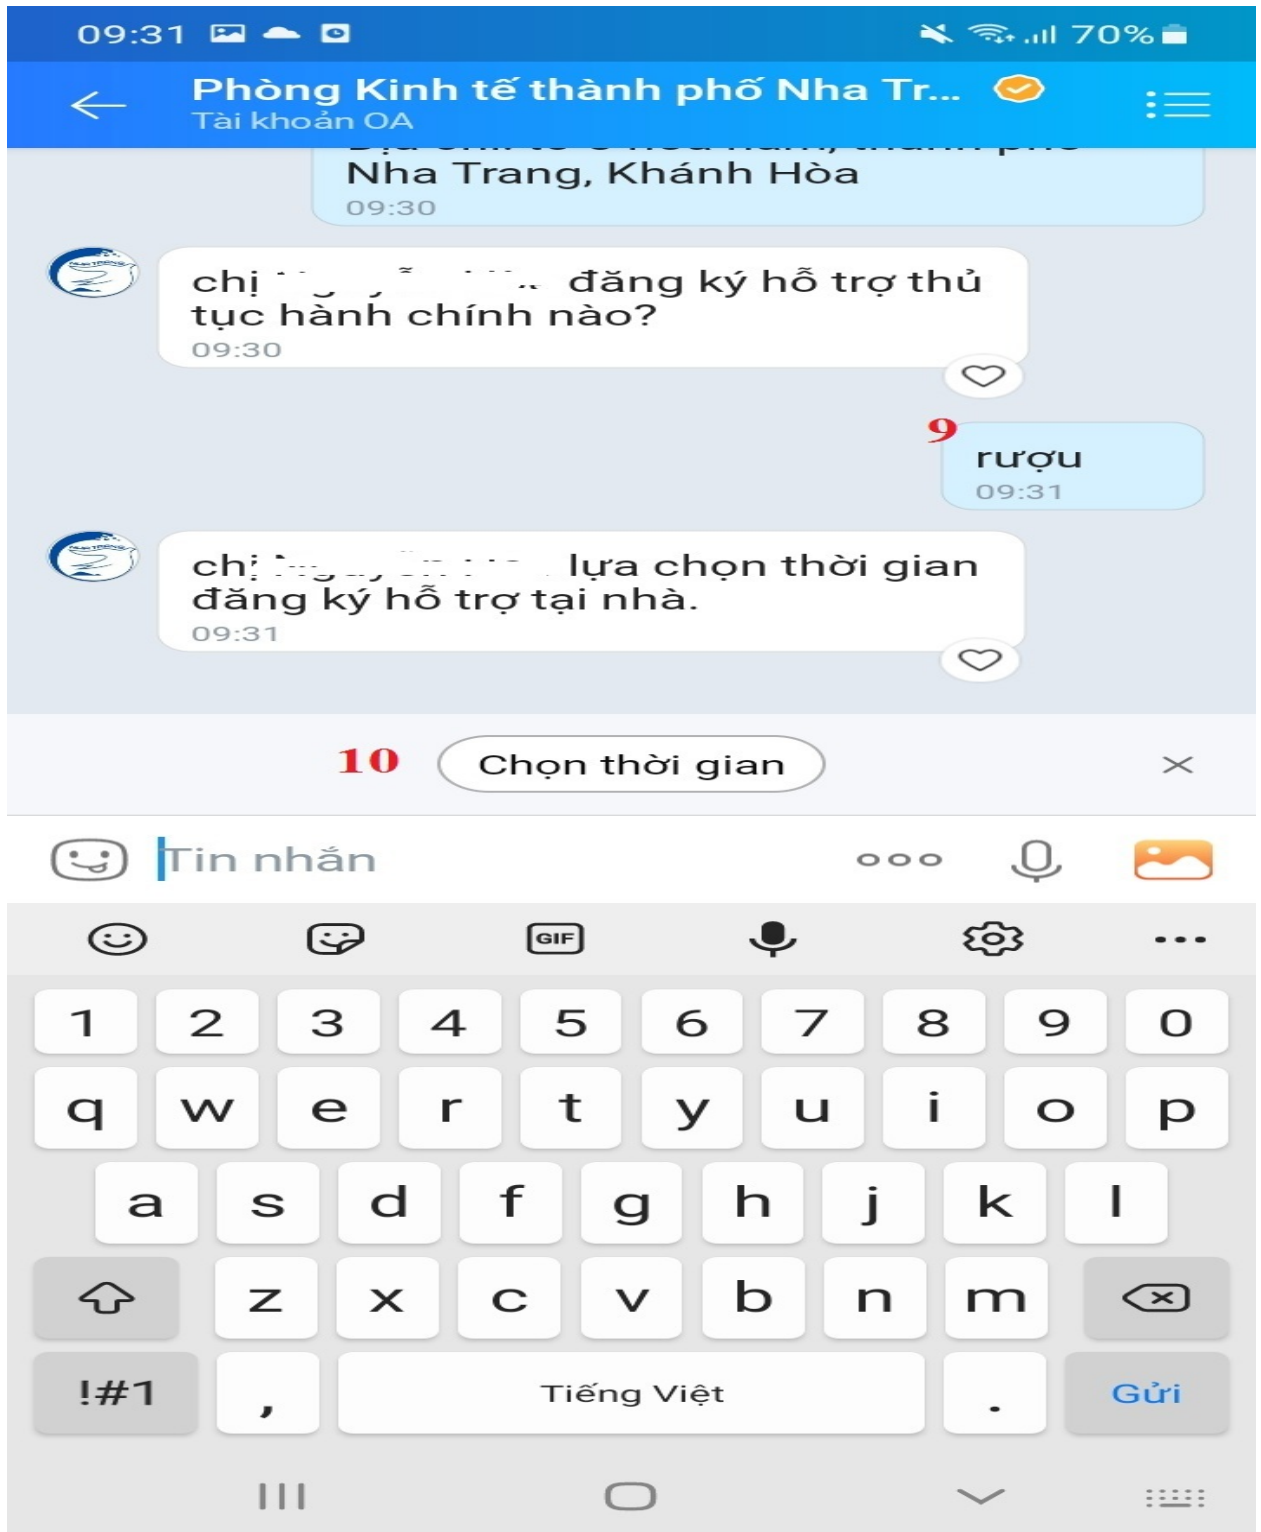 09:31
70%
Phòng Kinh tế thành phố Nha Tr...
Tài khoản OA
Nha Trang, Khánh Hòa
09:30
chị đăng ký hỗ trợ thủ
tục hành chính nào?
09:30
9
rượu
09:31
lựa chọn thời gian
đăng ký hỗ trợ tại nhà.
09:31
10 Chọn thời gian
Tin nhắn
GIF
1 2 3 4 5 6 7 8 9 0
q w e r t y u i o p
a s d f g h j k l
z x c v b n m
!#1 , Tiếng Việt . Gửi